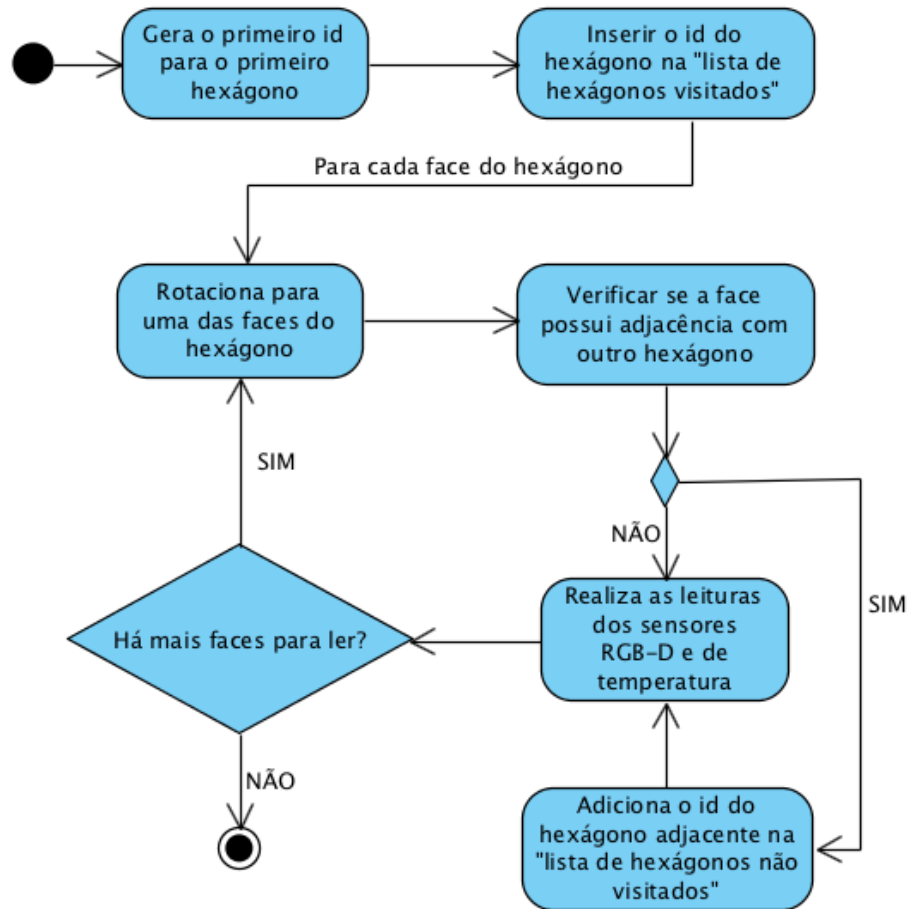 Gera o primeiro id
para o primeiro
hexágono
Inserir o id do
hexágono na "lista de
hexágonos visitados"
Para cada face do hexágono
Rotaciona para
uma das faces do
hexágono
Verificar se a face
possui adjacência com
outro hexágono
SIM
NÃO
SIM
Realiza as leituras
dos sensores
RGB-D e de
temperatura
Há mais faces para ler?
NÃO
Adiciona o id do
hexágono adjacente na
"lista de hexágonos não
visitados"